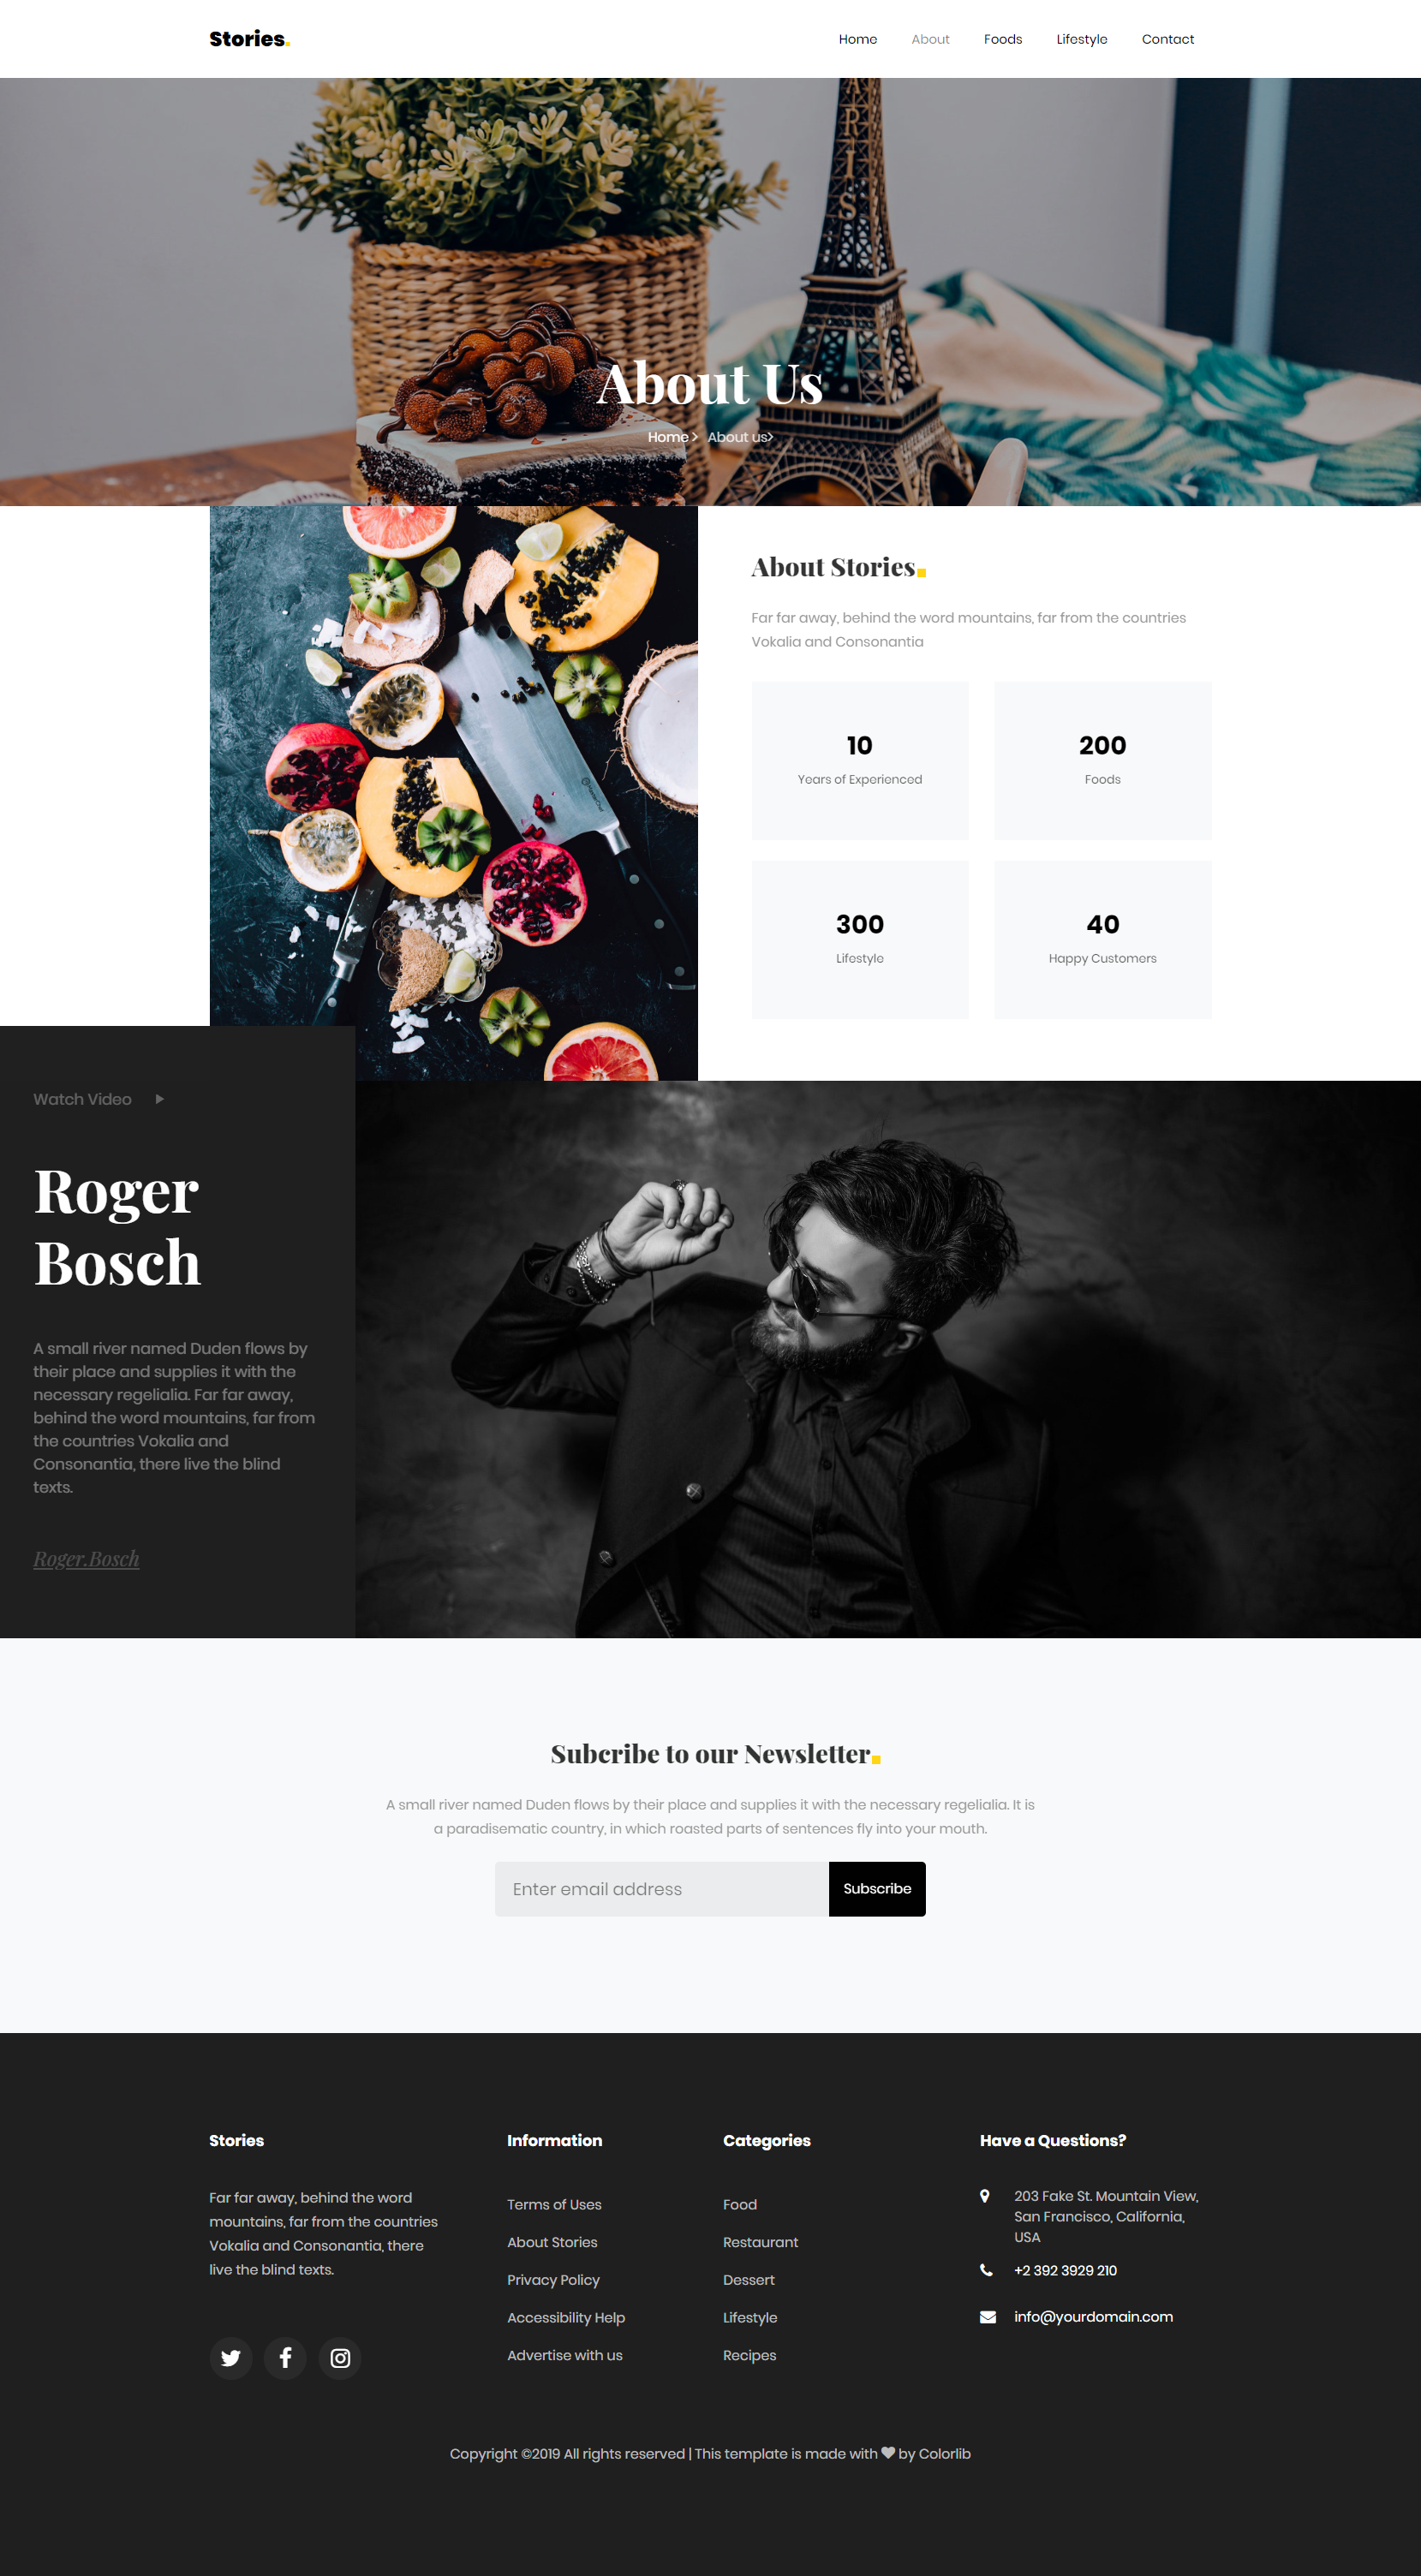 Stories.
Home About Foods Lifestyle Contact
PARIS
About Us
Home > About us>
About Stories.
Far far away, behind the word mountains, far from the countries
Vokalia and Consonantia
10
Years of Experienced
200
Foods
300
Lifestyle
40
Happy Customers
Watch Video
Roger
Bosch
A small river named Duden flows by
their place and supplies it with the
necessary regelialia. Far far away,
behind the word mountains, far from
the countries Vokalia and
Consonantia, there live the blind
texts.
Roger.Bosch
Subcribe to our Newsletter.
A small river named Duden flows by their place and supplies it with the necessary regelialia. It is
a paradisematic country, in which roasted parts of sentences fly into your mouth.
Enter email address
Subscribe
Stories
Far far away, behind the word
mountains, far from the countries
Vokalia and Consonantia, there
live the blind texts.
Information
Terms of Uses
About Stories
Privacy Policy
Accessibility Help
Advertise with us
Categories
Food
Restaurant
Dessert
Lifestyle
Recipes
Have a Questions?
203 Fake St. Mountain View,
San Francisco, California,
USA
+2 392 3929 210
info@yourdomain.com
Copyright ©2019 All rights reserved | This template is made with ♥ by Colorlib